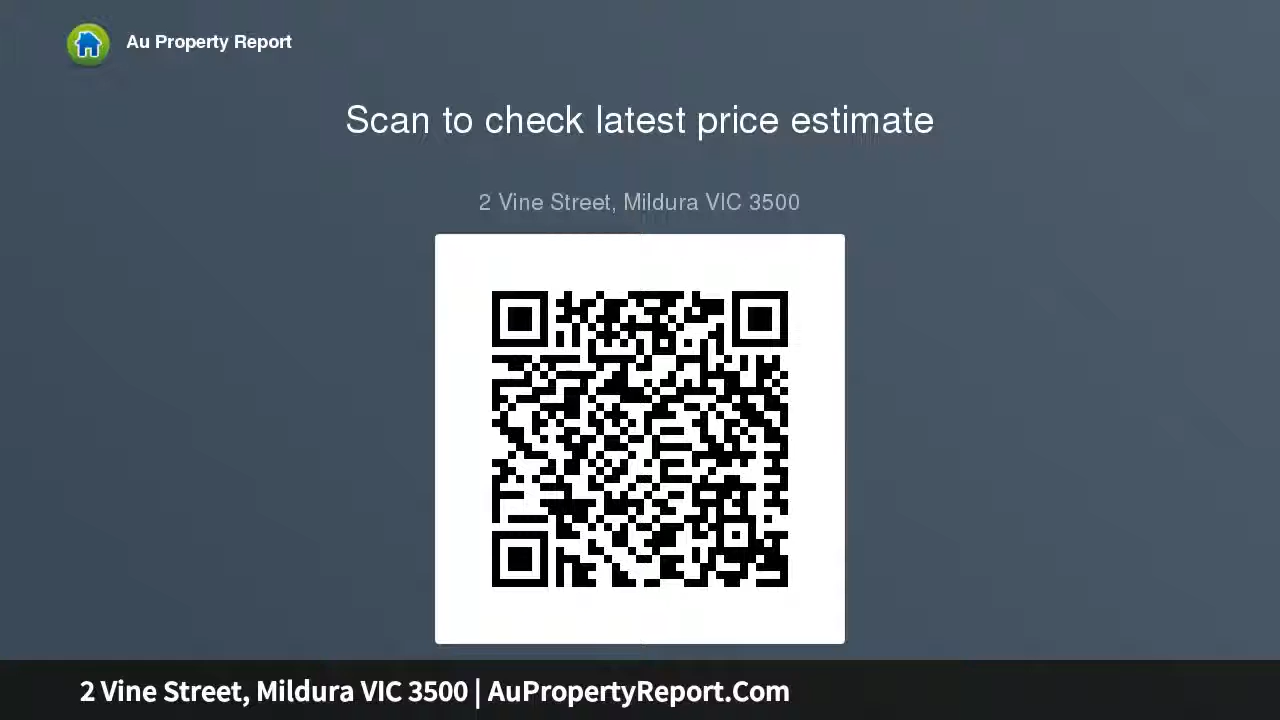 Au Property Report
Scan to check latest price estimate
2 Vine Street, Mildura VIC 3500
2 Vine Street, Mildura VIC 3500 | AuPropertyReport.Com